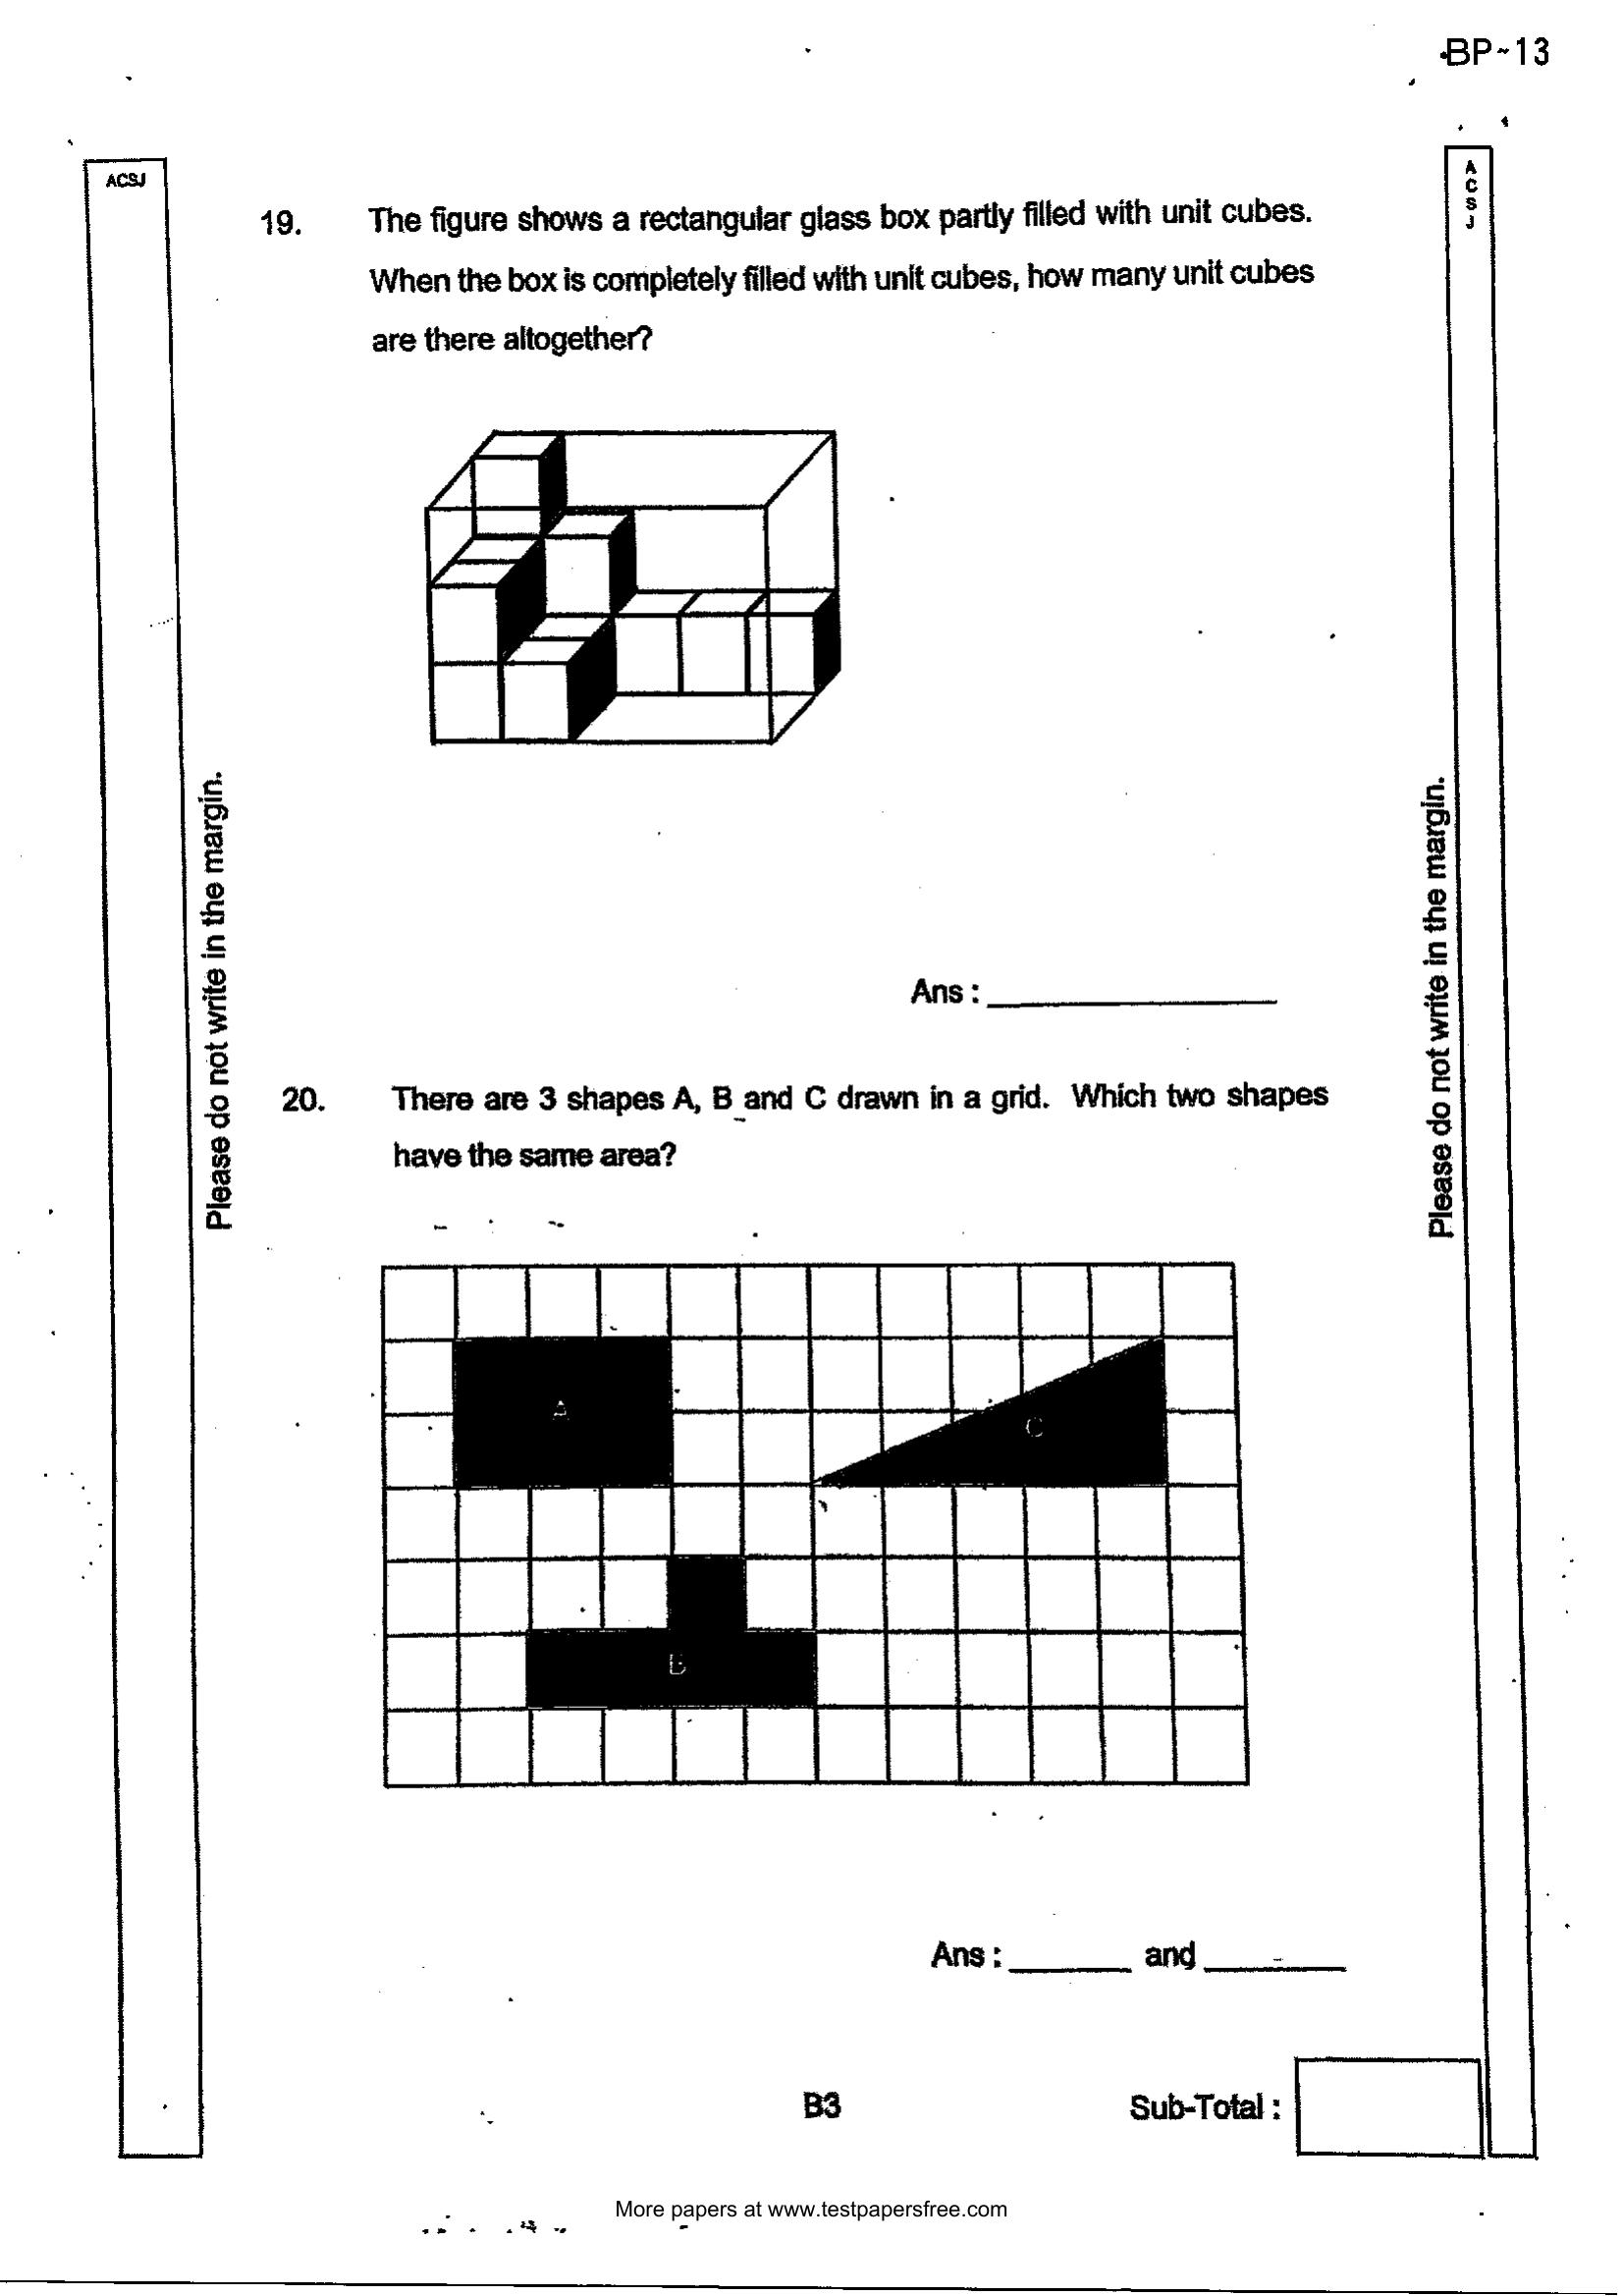 BP-13
ACSJ
A
C
S
J
19. The figure shows a rectangular glass box partly filled with unit cubes.
When the box is completely filled with unit cubes, how many unit cubes
are there altogether?
Please do not write in the margin.
Please do not write in the margin.
Ans : ____________
20. There are 3 shapes A, B and C drawn in a grid. Which two shapes
have the same area?
A
C
B
Ans : ______ and ______
B3
Sub-Total :
More papers at www.testpapersfree.com